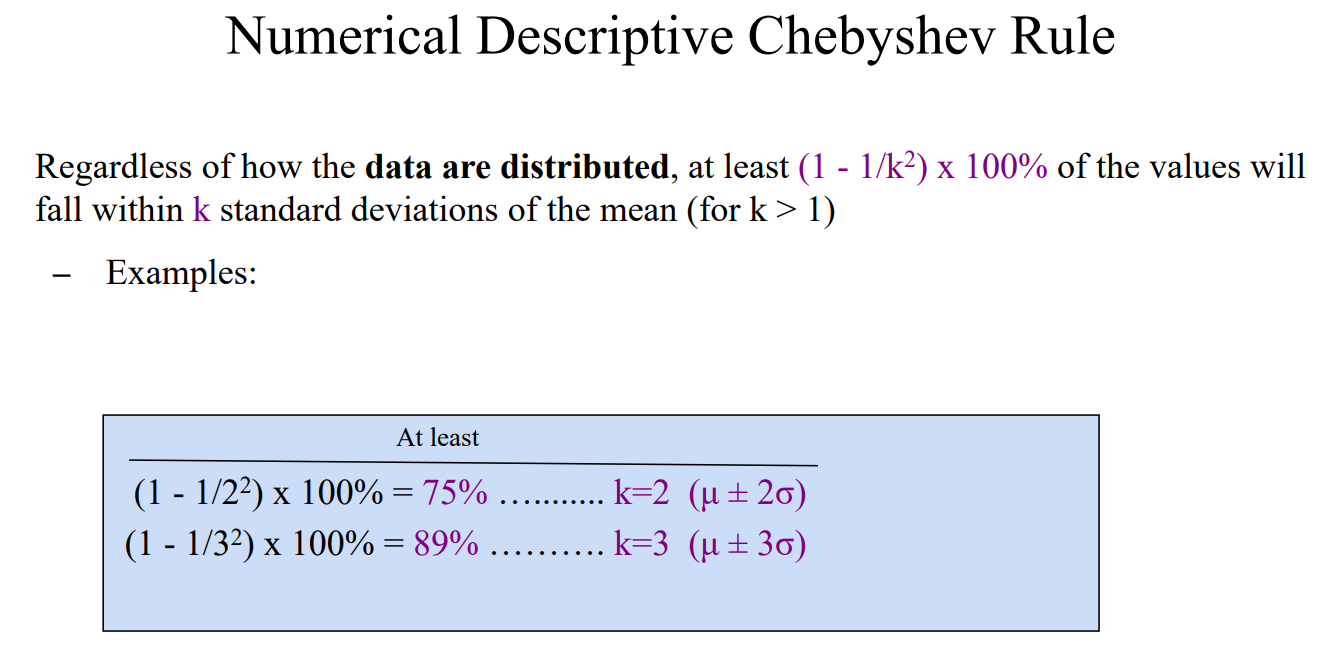 Numerical Descriptive Chebyshev Rule
Regardless of how the data are distributed, at least (1 - 1/k²) x 100% of the values will
fall within k standard deviations of the mean (for k > 1)
– Examples:
At least
(1 - 1/2²) x 100% = 75% ........... k=2 (μ ± 2σ)
(1 - 1/3²) x 100% = 89% .......... k=3 (μ ± 3σ)